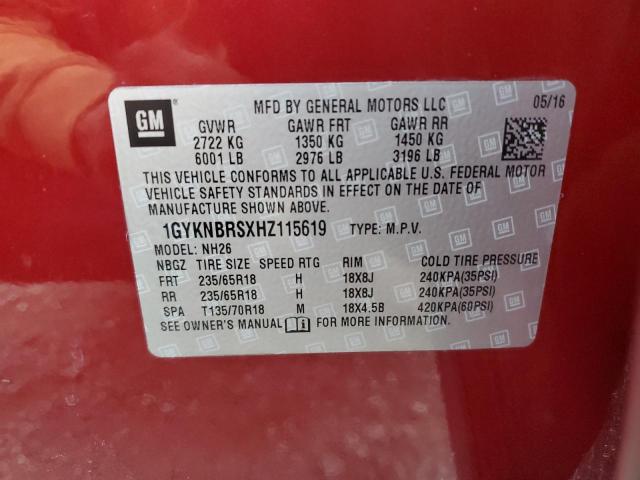 GM
MFD BY GENERAL MOTORS LLC 05/16
GVWR GAWR FRT GAWR RR
2722 KG 1350 KG 1450 KG
6001 LB 2976 LB 3196 LB
THIS VEHICLE CONFORMS TO ALL APPLICABLE U.S. FEDERAL MOTOR
VEHICLE SAFETY STANDARDS IN EFFECT ON THE DATE OF
MANUFACTURE SHOWN ABOVE.
1GYKNBRSXHZ115619 TYPE: M.P.V.
MODEL: NH26
NBGZ TIRE SIZE SPEED RTG RIM COLD TIRE PRESSURE
FRT 235/65R18 H 18X8J 240KPA(35PSI)
RR 235/65R18 H 18X8J 240KPA(35PSI)
SPA T135/70R18 M 18X4.5B 420KPA(60PSI)
SEE OWNER'S MANUAL FOR MORE INFORMATION.